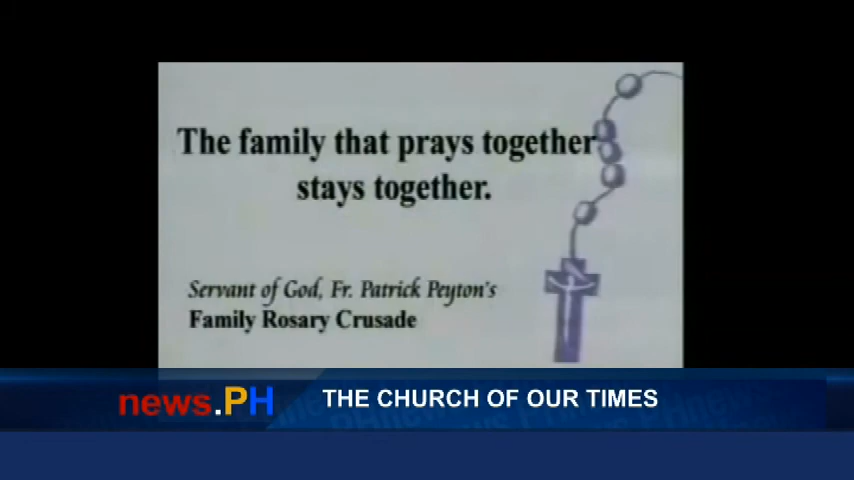 The family that prays together
stays together.
Servant of God, Fr. Patrick Peyton's
Family Rosary Crusade
news.PH
THE CHURCH OF OUR TIMES